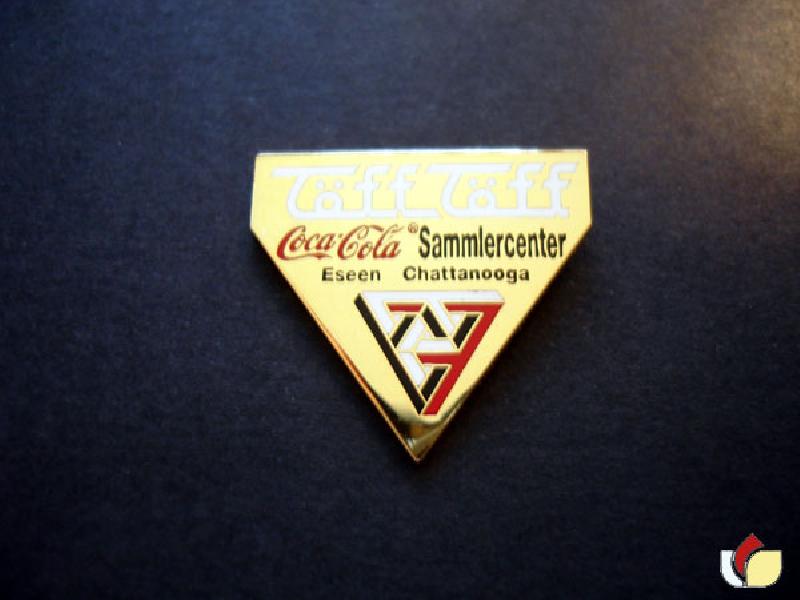 Töff Töff
Coca-Cola ® Sammlercenter
Eseen Chattanooga